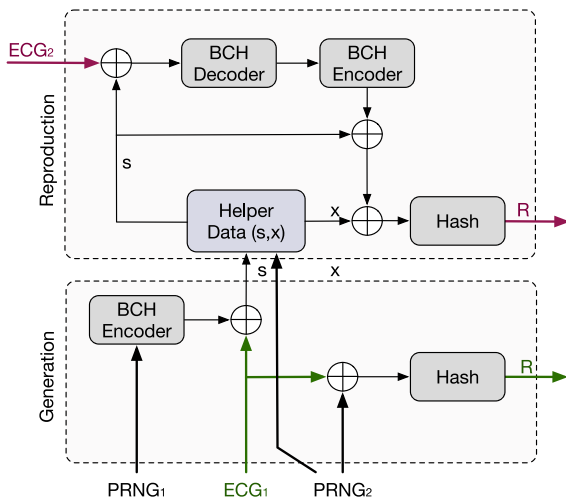 ECG₂
BCH
Decoder
BCH
Encoder
s
Reproduction
Helper
Data (s,x)
x
Hash
R
s
x
BCH
Encoder
Generation
Hash
R
PRNG₁
ECG₁
PRNG₂